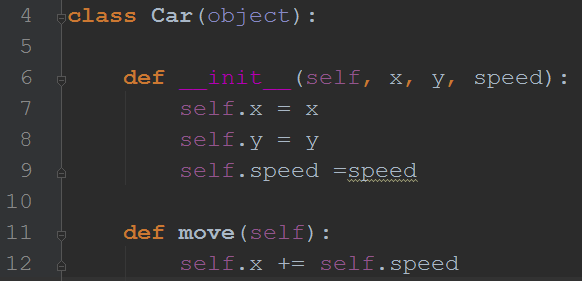 4 class Car(object):
5
6     def __init__(self, x, y, speed):
7         self.x = x
8         self.y = y
9         self.speed =speed
10
11     def move(self):
12         self.x += self.speed